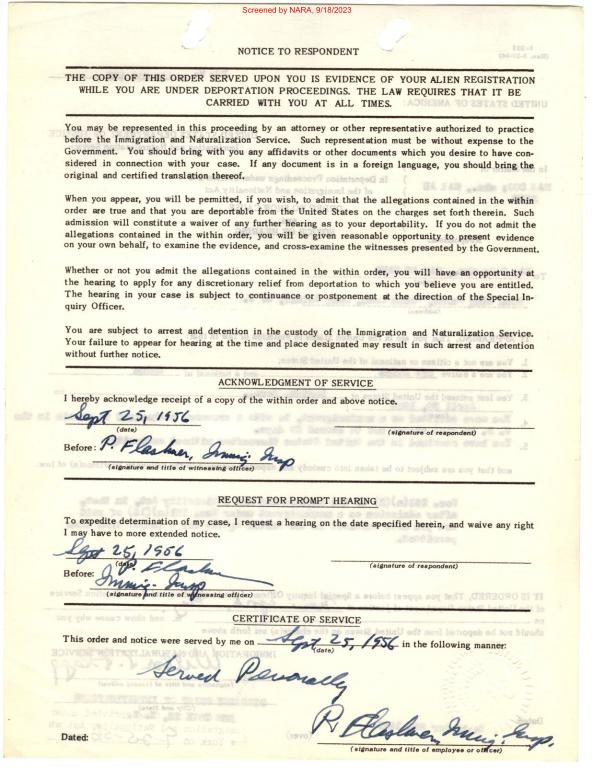 Screened by NARA, 9/18/2023
NOTICE TO RESPONDENT
THE COPY OF THIS ORDER SERVED UPON YOU IS EVIDENCE OF YOUR ALIEN REGISTRATION
WHILE YOU ARE UNDER DEPORTATION PROCEEDINGS. THE LAW REQUIRES THAT IT BE
CARRIED WITH YOU AT ALL TIMES.
You may be represented in this proceeding by an attorney or other representative authorized to practice
before the Immigration and Naturalization Service. Such representation must be without expense to the
Government. You should bring with you any affidavits or other documents which you desire to have con-
sidered in connection with your case. If any document is in a foreign language, you should bring the
original and certified translation thereof.
When you appear, you will be permitted, if you wish, to admit that the allegations contained in the within
order are true and that you are deportable from the United States on the charges set forth therein. Such
admission will constitute a waiver of any further hearing as to your deportability. If you do not admit the
allegations contained in the within order, you will be given reasonable opportunity to present evidence
on your own behalf, to examine the evidence, and cross-examine the witnesses presented by the Government.
Whether or not you admit the allegations contained in the within order, you will have an opportunity at
the hearing to apply for any discretionary relief from deportation to which you believe you are entitled.
The hearing in your case is subject to continuance or postponement at the direction of the Special In-
quiry Officer.
You are subject to arrest and detention in the custody of the Immigration and Naturalization Service.
Your failure to appear for hearing at the time and place designated may result in such arrest and detention
without further notice.
ACKNOWLEDGMENT OF SERVICE
I hereby acknowledge receipt of a copy of the within order and above notice.
Sept 25, 1956
(date) (signature of respondent)
Before: P. Flashner, Immig. Insp
(signature and title of witnessing officer)
REQUEST FOR PROMPT HEARING
To expedite determination of my case, I request a hearing on the date specified herein, and waive any right
I may have to more extended notice.
Sept 25, 1956
(date) (signature of respondent)
P. Flashner
Before: Immig. Insp
(signature and title of witnessing officer)
CERTIFICATE OF SERVICE
This order and notice were served by me on Sept 25, 1956 in the following manner:
(date)
Served Personally
P. Flashner, Immig. Insp.
Dated: (signature and title of employee or officer)
(over)